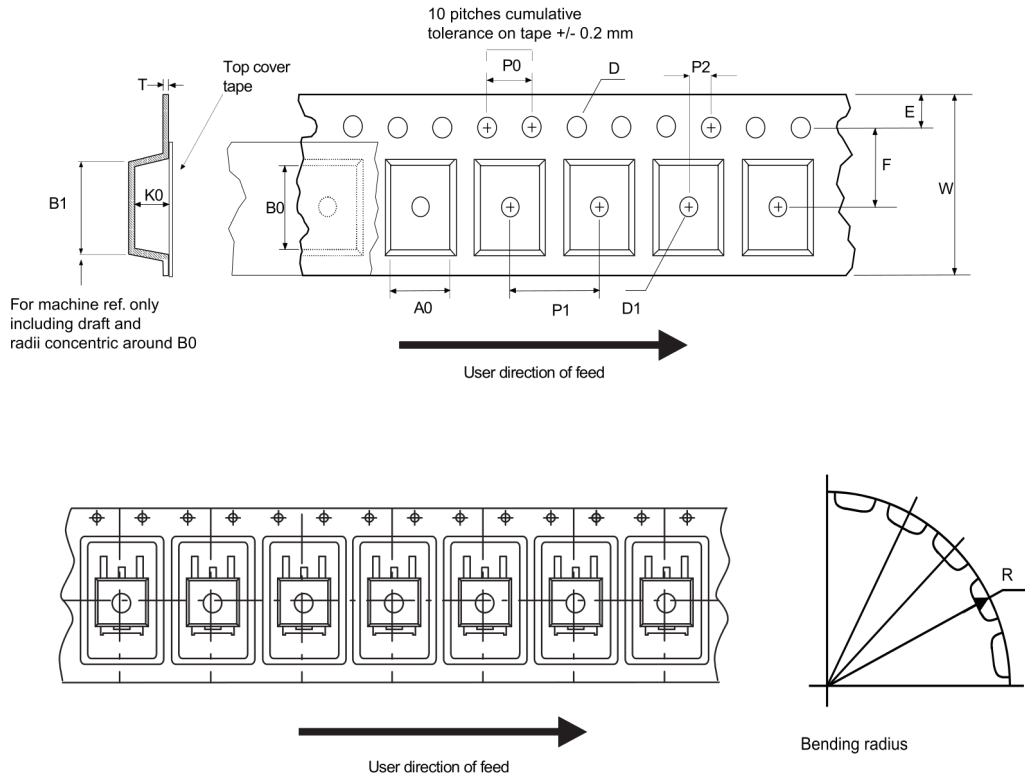 10 pitches cumulative
tolerance on tape +/- 0.2 mm
T
Top cover
tape
P0
D
P2
E
F
W
B1
K0
B0
For machine ref. only
including draft and
radii concentric around B0
A0
P1
D1
User direction of feed
R
Bending radius
User direction of feed